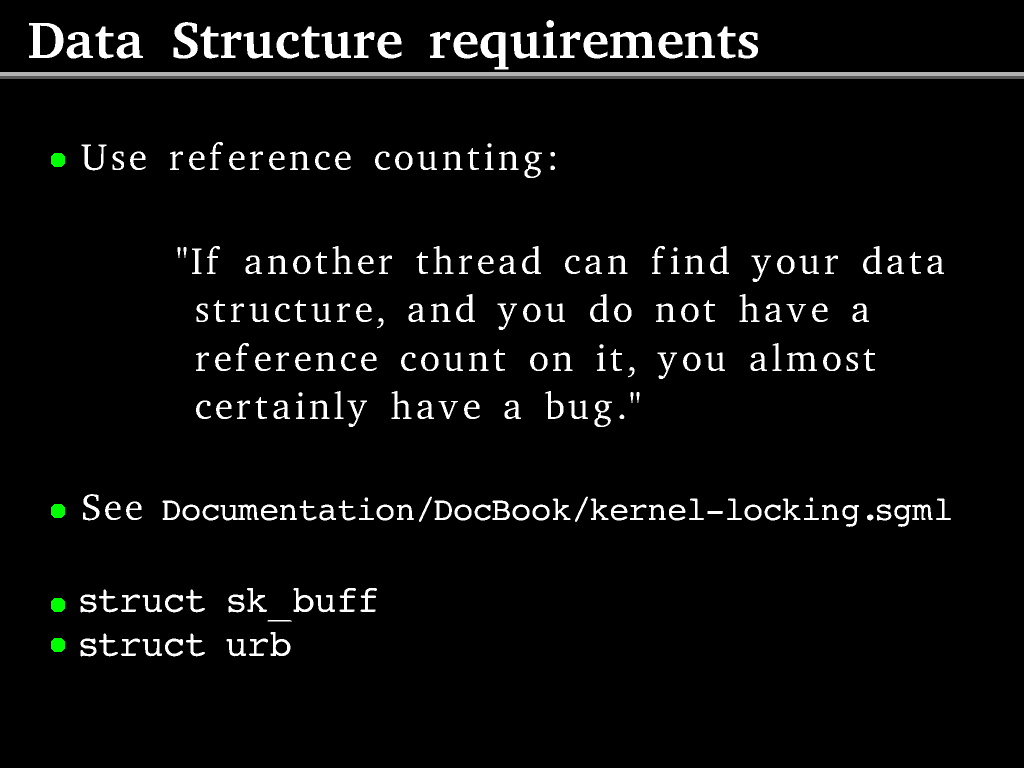 Data Structure requirements
Use reference counting:
"If another thread can find your data
structure, and you do not have a
reference count on it, you almost
certainly have a bug."
See Documentation/DocBook/kernel-locking.sgml
struct sk_buff
struct urb